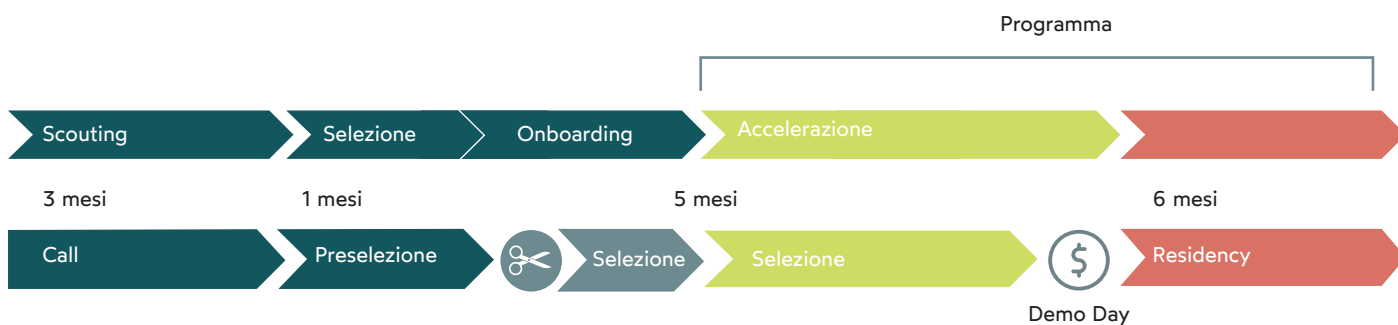 Programma
Scouting Selezione Onboarding Accelerazione
3 mesi 1 mesi 5 mesi 6 mesi
Call Preselezione Selezione Selezione $ Residency
Demo Day